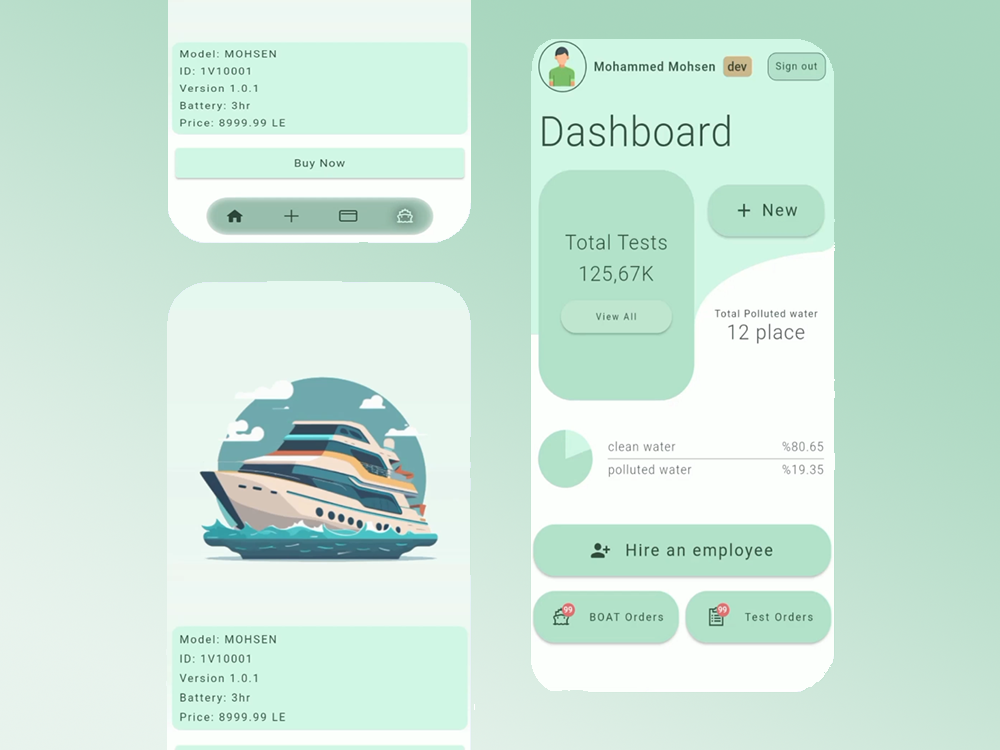 Model: MOHSEN
ID: 1V10001
Version 1.0.1
Battery: 3hr
Price: 8999.99 LE
Buy Now
Model: MOHSEN
ID: 1V10001
Version 1.0.1
Battery: 3hr
Price: 8999.99 LE
Mohammed Mohsen dev Sign out
Dashboard
Total Tests
125,67K
View All
+ New
Total Polluted water
12 place
clean water %80.65
polluted water %19.35
Hire an employee
99 BOAT Orders
99 Test Orders